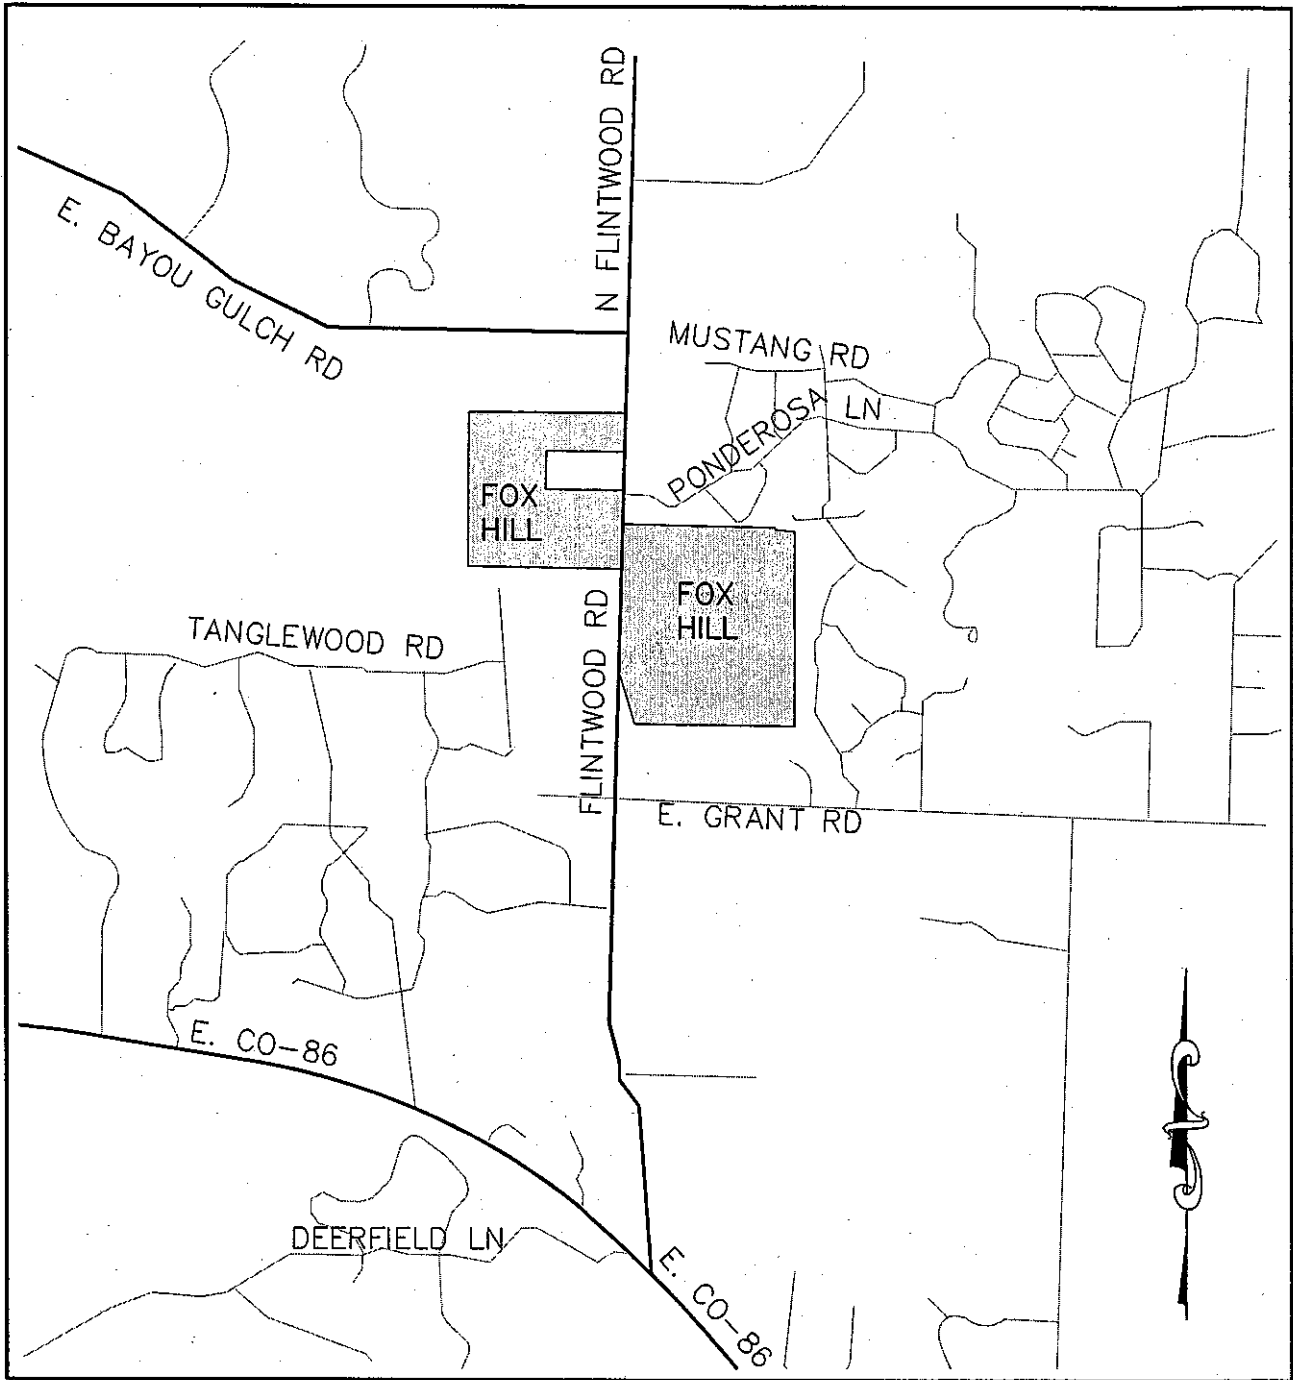 N FLINTWOOD RD
E. BAYOU GULCH RD
MUSTANG RD
PONDEROSA LN
FOX
HILL
FOX
HILL
FLINTWOOD RD
TANGLEWOOD RD
E. GRANT RD
E. CO-86
DEERFIELD LN
E. CO-86